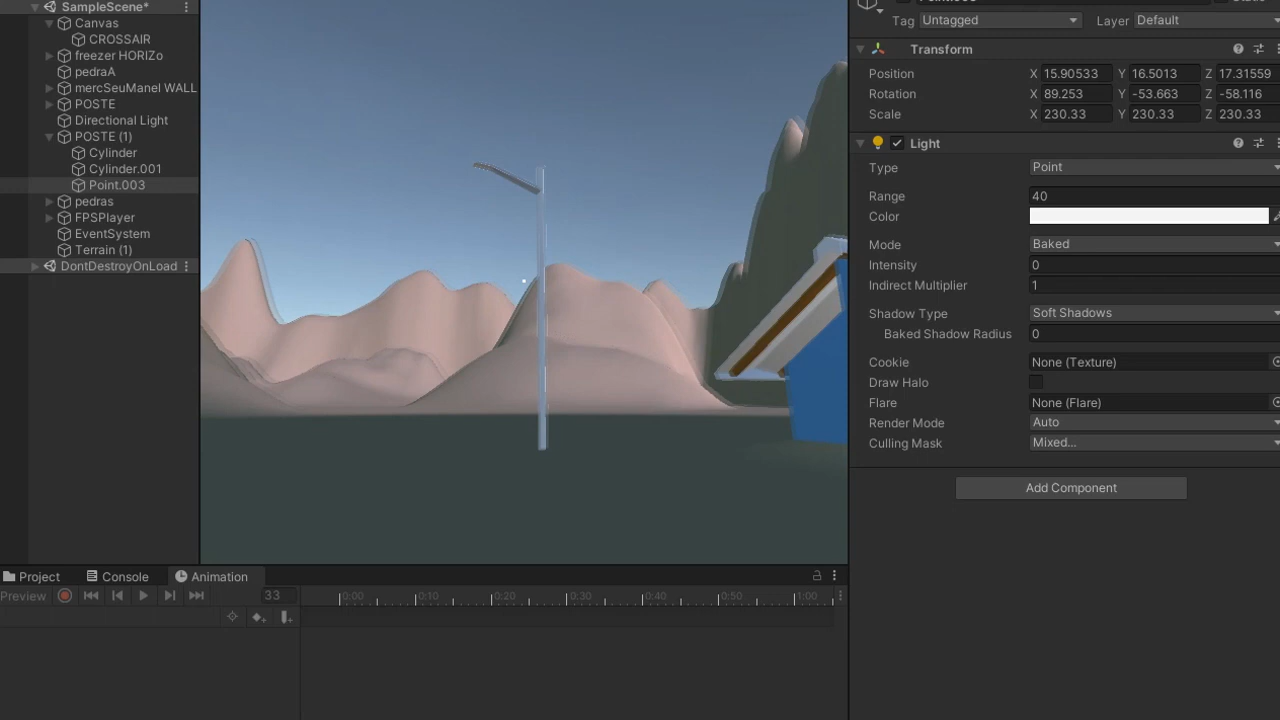 SampleScene*
Canvas
CROSSAIR
freezer HORIZo
pedraA
mercSeuManel WALL
POSTE
Directional Light
POSTE (1)
Cylinder
Cylinder.001
Point.003
pedras
FPSPlayer
EventSystem
Terrain (1)
DontDestroyOnLoad
Tag Untagged Layer Default
Transform
Position X 15.90533 Y 16.5013 Z 17.31559
Rotation X 89.253 Y -53.663 Z -58.116
Scale X 230.33 Y 230.33 Z 230.33
Light
Type Point
Range 40
Color
Mode Baked
Intensity 0
Indirect Multiplier 1
Shadow Type Soft Shadows
Baked Shadow Radius 0
Cookie None (Texture)
Draw Halo
Flare None (Flare)
Render Mode Auto
Culling Mask Mixed...
Add Component
Project Console Animation
Preview 33 0:00 0:10 0:20 0:30 0:40 0:50 1:00